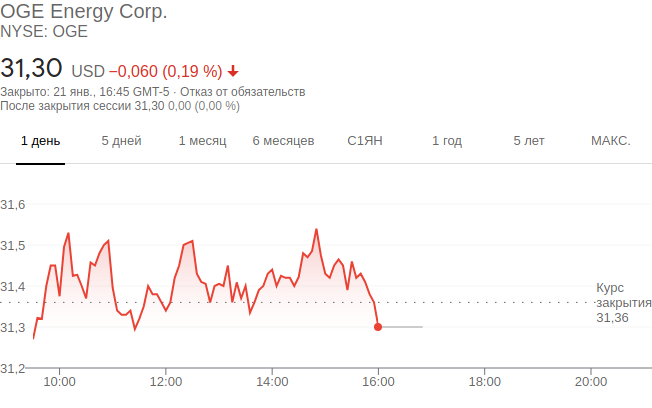 OGE Energy Corp.
NYSE: OGE
31,30 USD −0,060 (0,19 %)
Закрыто: 21 янв., 16:45 GMT-5 · Отказ от обязательств
После закрытия сессии 31,30 0,00 (0,00 %)
1 день 5 дней 1 месяц 6 месяцев С1ЯН 1 год 5 лет МАКС.
31,6
31,5
31,4
Курс
закрытия
31,36
31,3
31,2
10:00 12:00 14:00 16:00 18:00 20:00